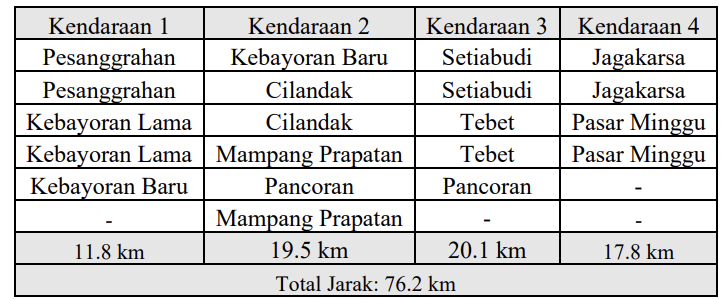 Kendaraan 1 Kendaraan 2 Kendaraan 3 Kendaraan 4
Pesanggrahan Kebayoran Baru Setiabudi Jagakarsa
Pesanggrahan Cilandak Setiabudi Jagakarsa
Kebayoran Lama Cilandak Tebet Pasar Minggu
Kebayoran Lama Mampang Prapatan Tebet Pasar Minggu
Kebayoran Baru Pancoran Pancoran -
- Mampang Prapatan - -
11.8 km 19.5 km 20.1 km 17.8 km
Total Jarak: 76.2 km